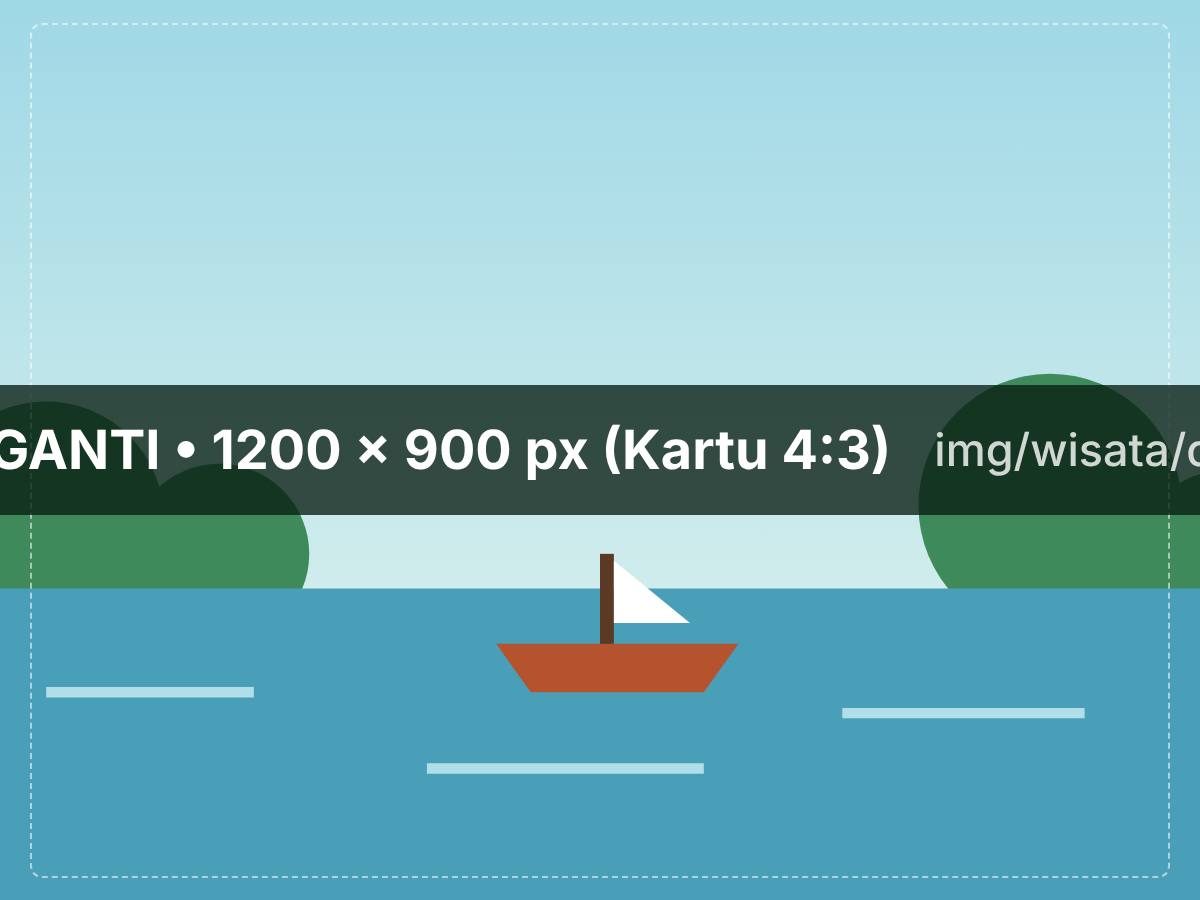 GANTI • 1200 × 900 px (Kartu 4:3) img/wisata/